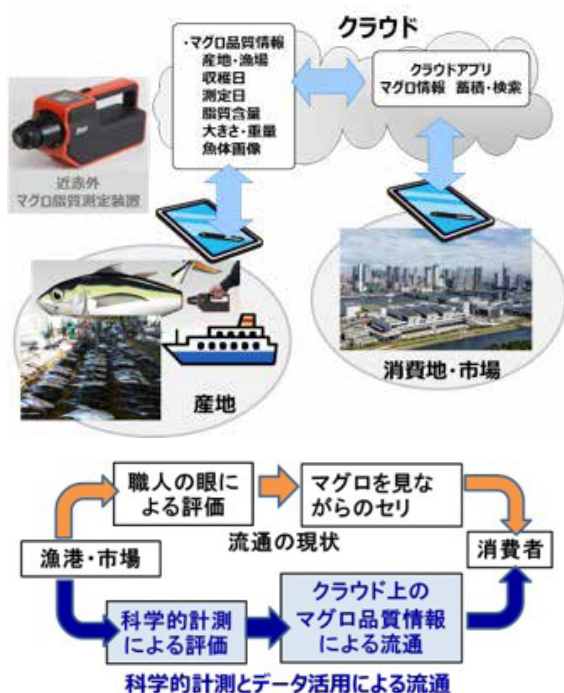 クラウド
・マグロ品質情報
産地・漁場
収穫日
測定日
脂質含量
大きさ・重量
魚体画像
クラウドアプリ
マグロ情報 蓄積・検索
近赤外
マグロ脂質測定装置
産地
消費地・市場
職人の眼に
よる評価
マグロを見な
がらのセリ
流通の現状
漁港・市場
消費者
科学的計測
による評価
クラウド上の
マグロ品質情報
による流通
科学的計測とデータ活用による流通